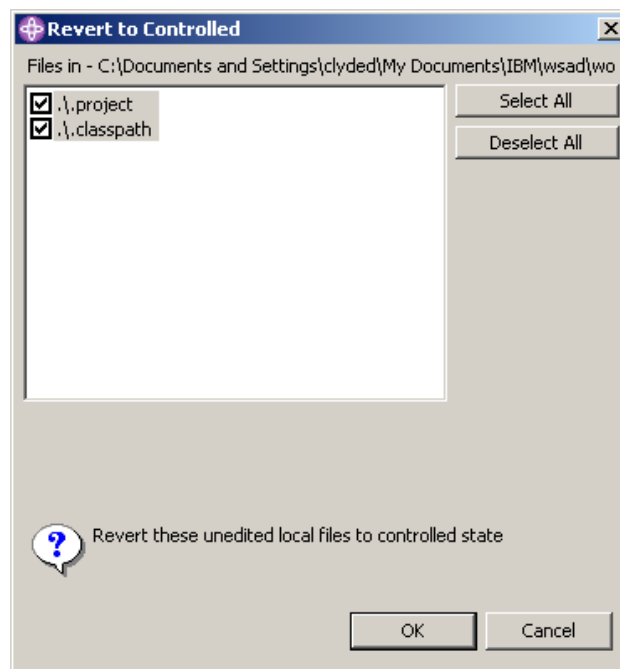 Revert to Controlled
Files in - C:\Documents and Settings\clyded\My Documents\IBM\wsad\wo
.\.project
.\.classpath
Select All
Deselect All
Revert these unedited local files to controlled state
OK
Cancel